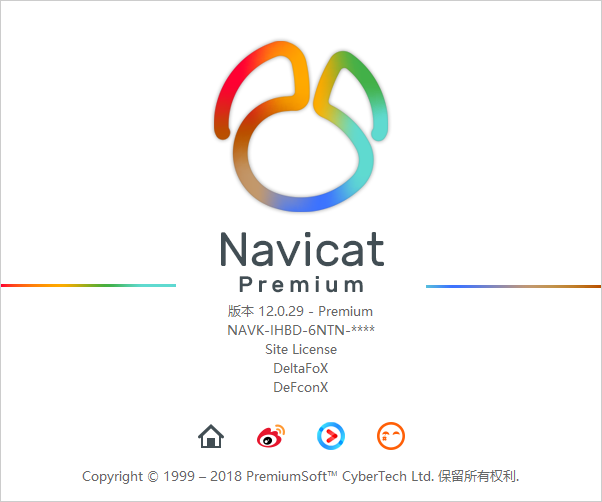 Navicat
Premium
版本 12.0.29 - Premium
NAVK-IHBD-6NTN-****
Site License
DeltaFoX
DeFconX
Copyright © 1999 – 2018 PremiumSoft™ CyberTech Ltd. 保留所有权利.